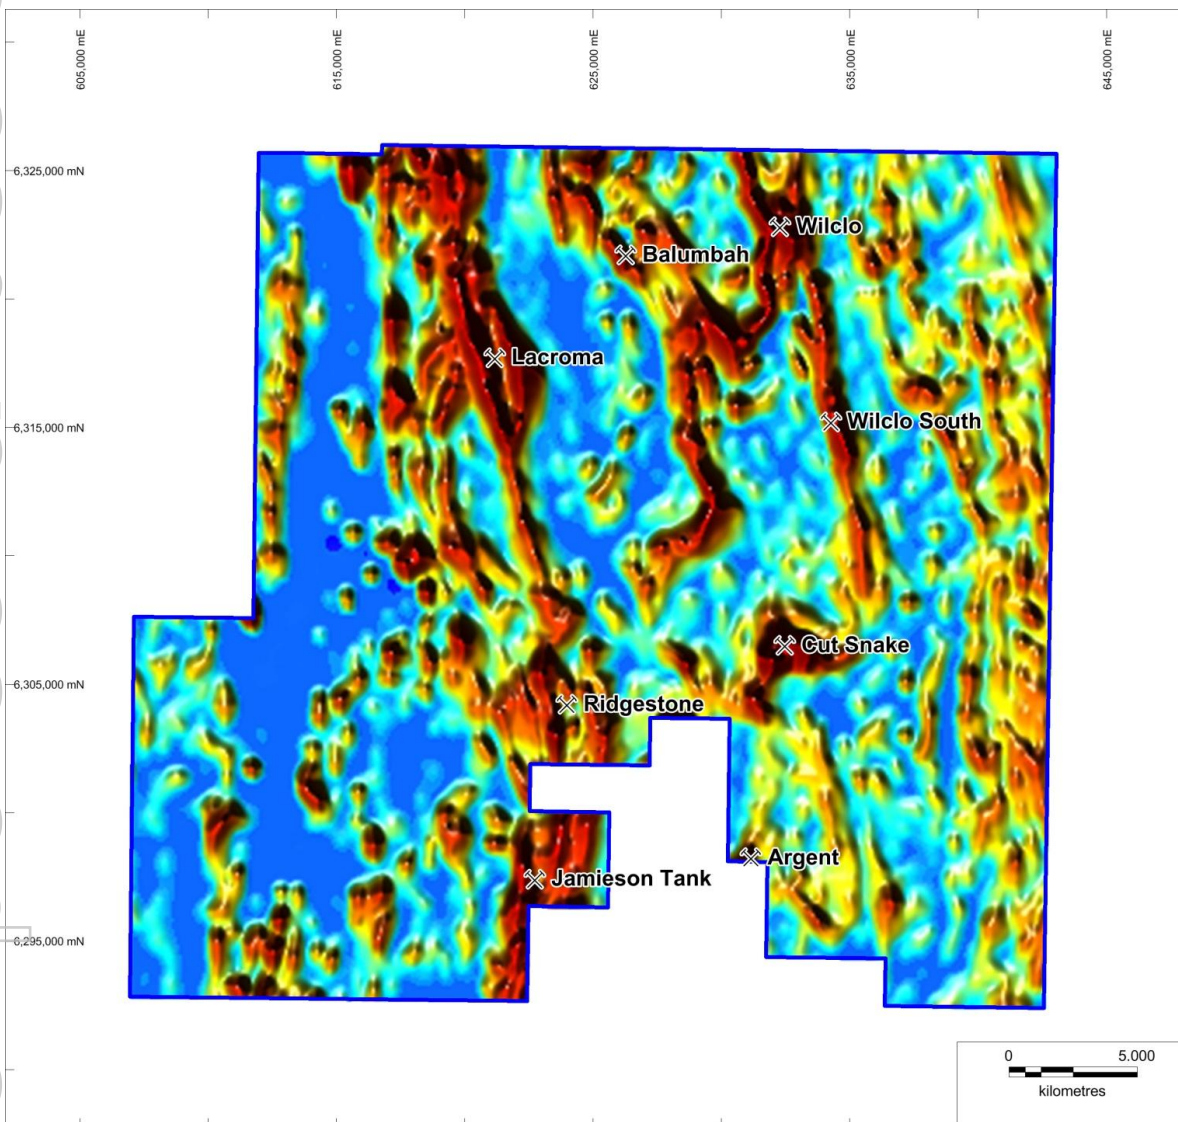 605,000 mE
615,000 mE
625,000 mE
635,000 mE
645,000 mE
6,325,000 mN
Wilclo
Balumbah
Lacroma
6,315,000 mN
Wilclo South
Cut Snake
6,305,000 mN
Ridgestone
Argent
Jamieson Tank
6,295,000 mN
0 5.000
kilometres